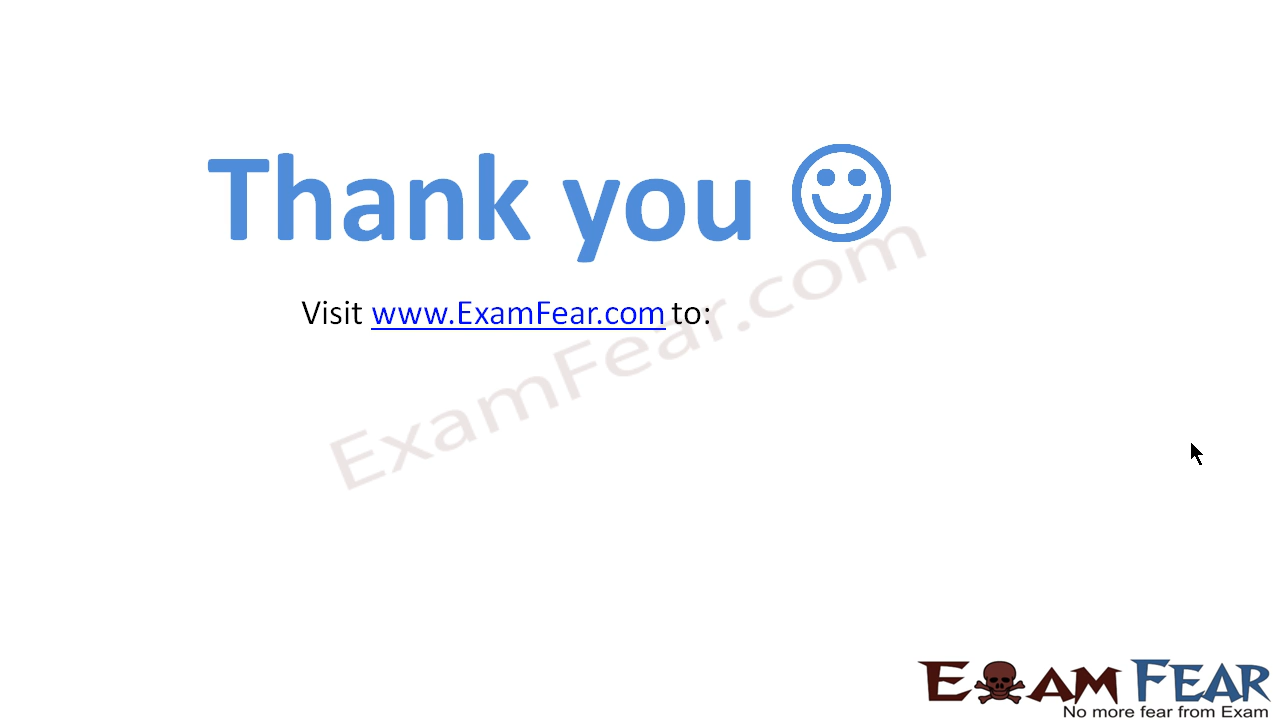 Thank you ☺
Visit www.ExamFear.com to:
ExamFear.com
EXAM FEAR
No more fear from Exam